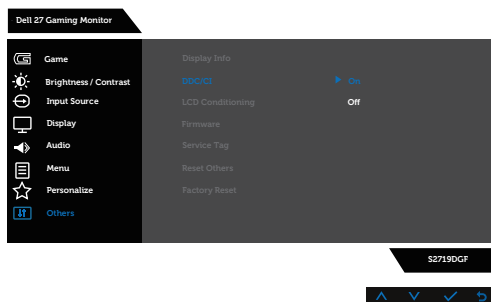 Dell 27 Gaming Monitor
Game
Display Info
Brightness / Contrast
DDC/CI
On
Input Source
LCD Conditioning
Off
Display
Firmware
Audio
Service Tag
Menu
Reset Others
Personalize
Factory Reset
Others
S2719DGF